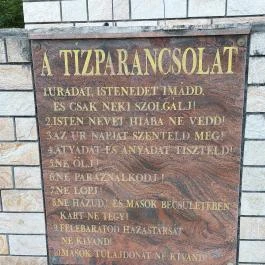 A TIZPARANCSOLAT
1.URADAT, ISTENEDET IMÁDD,
ÉS CSAK NEKI SZOLGÁLJ!
2.ISTEN NEVÉT HIÁBA NE VEDD!
3.AZ ÚR NAPJÁT SZENTELD MEG!
4.ATYÁDAT ÉS ANYÁDAT TISZTELD!
5.NE ÖLJ!
6.NE PARÁZNÁLKODJ!
7.NE LOPJ!
8.NE HAZUDJ ÉS MÁSOK BECSÜLETÉBEN
KÁRT NE TÉGY!
9.FELEBARÁTOD HÁZASTÁRSÁT
NE KÍVÁND!
10.MÁSOK TULAJDONÁT NE KÍVÁND!